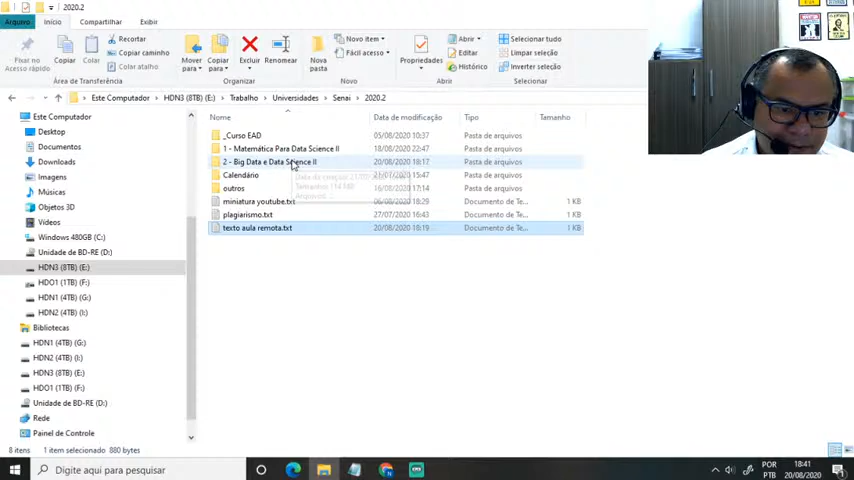 2020.2
Arquivo Início Compartilhar Exibir
Fixar no Acesso rápido
Copiar
Colar
Recortar
Copiar caminho
Colar atalho
Mover para
Copiar para
Excluir
Renomear
Nova pasta
Novo item
Fácil acesso
Propriedades
Abrir
Editar
Histórico
Selecionar tudo
Limpar seleção
Inverter seleção
Área de Transferência Organizar Novo Abrir Selecionar
Este Computador > HDN3 (8TB) (E:) > Trabalho > Universidades > Senai > 2020.2
Nome Data de modificação Tipo Tamanho
_Curso EAD 05/08/2020 10:37 Pasta de arquivos
1 - Matemática Para Data Science II 18/08/2020 22:47 Pasta de arquivos
2 - Big Data e Data Science II 20/08/2020 18:17 Pasta de arquivos
Calendário 15:47 Pasta de arquivos
outros 17:14 Pasta de arquivos
miniatura youtube.txt 18:29 Documento de Te... 1 KB
plagiarismo.txt 27/07/2020 16:43 Documento de Te... 1 KB
texto aula remota.txt 20/08/2020 18:19 Documento de Te... 1 KB
Este Computador
Desktop
Documentos
Downloads
Imagens
Músicas
Objetos 3D
Vídeos
Windows 480GB (C:)
Unidade de BD-RE (D:)
HDN3 (8TB) (E:)
HDO1 (1TB) (F:)
HDN1 (4TB) (G:)
HDN2 (4TB) (I:)
Bibliotecas
HDN1 (4TB) (G:)
HDN2 (4TB) (I:)
HDN3 (8TB) (E:)
HDO1 (1TB) (F:)
Unidade de BD-RE (D:)
Rede
Painel de Controle
8 itens 1 item selecionado 880 bytes
Digite aqui para pesquisar
POR
PTB
18:41
20/08/2020